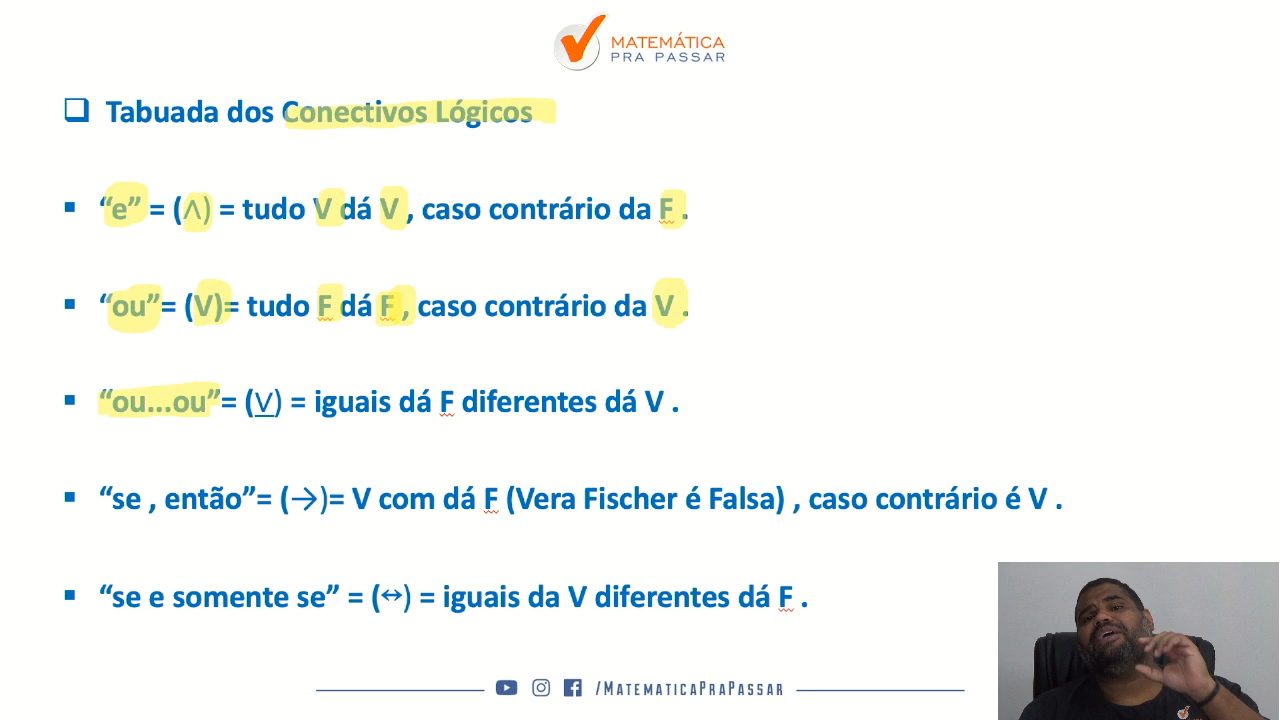 MATEMÁTICA
PRA PASSAR
Tabuada dos Conectivos Lógicos
“e” = (∧) = tudo V dá V , caso contrário da F .
“ou”= (V)= tudo F dá F , caso contrário da V .
“ou...ou”= (V) = iguais dá F diferentes dá V .
“se , então”= (→)= V com dá F (Vera Fischer é Falsa) , caso contrário é V .
“se e somente se” = (↔) = iguais da V diferentes dá F .
/MATEMATICAPRAPASSAR